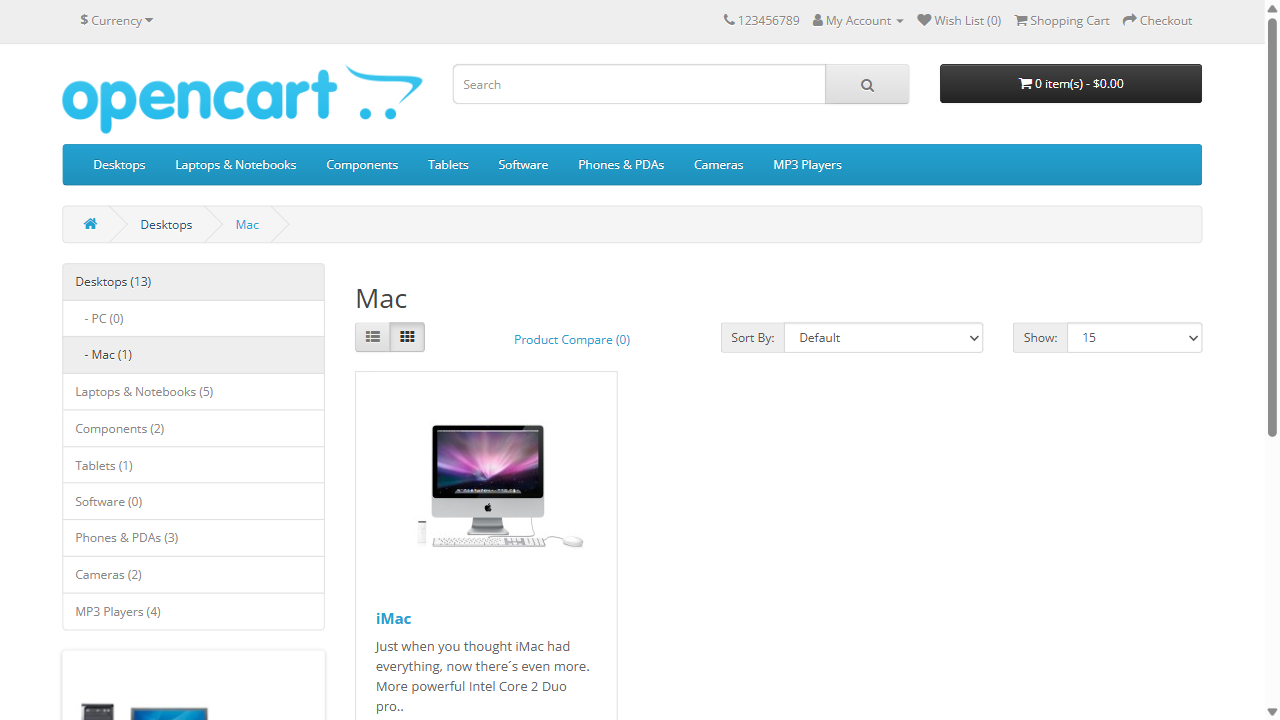 $ Currency
123456789 My Account Wish List (0) Shopping Cart Checkout
opencart
Search
0 item(s) - $0.00
Desktops Laptops & Notebooks Components Tablets Software Phones & PDAs Cameras MP3 Players
Desktops Mac
Desktops (13)
- PC (0)
- Mac (1)
Laptops & Notebooks (5)
Components (2)
Tablets (1)
Software (0)
Phones & PDAs (3)
Cameras (2)
MP3 Players (4)
Mac
Product Compare (0)
Sort By: Default
Show: 15
iMac
Just when you thought iMac had
everything, now there´s even more.
More powerful Intel Core 2 Duo
pro..